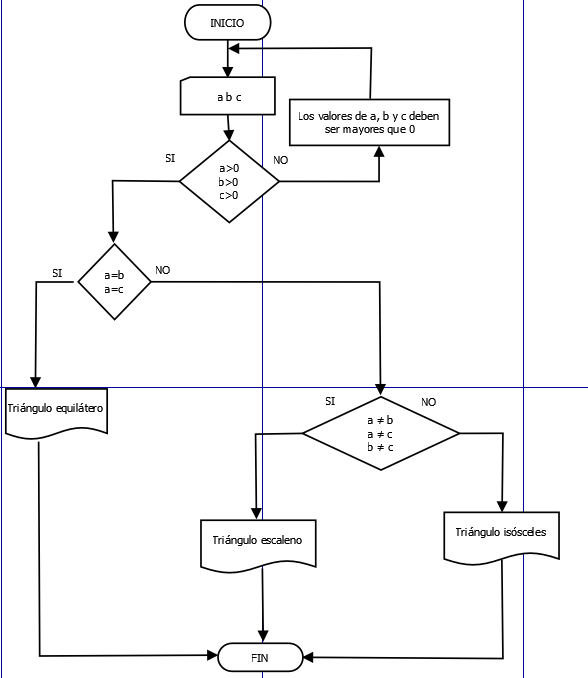 INICIO
a b c
Los valores de a, b y c deben
ser mayores que 0
SI
NO
a>0
b>0
c>0
SI
NO
a=b
a=c
Triángulo equilátero
SI
NO
a ≠ b
a ≠ c
b ≠ c
Triángulo escaleno
Triángulo isósceles
FIN